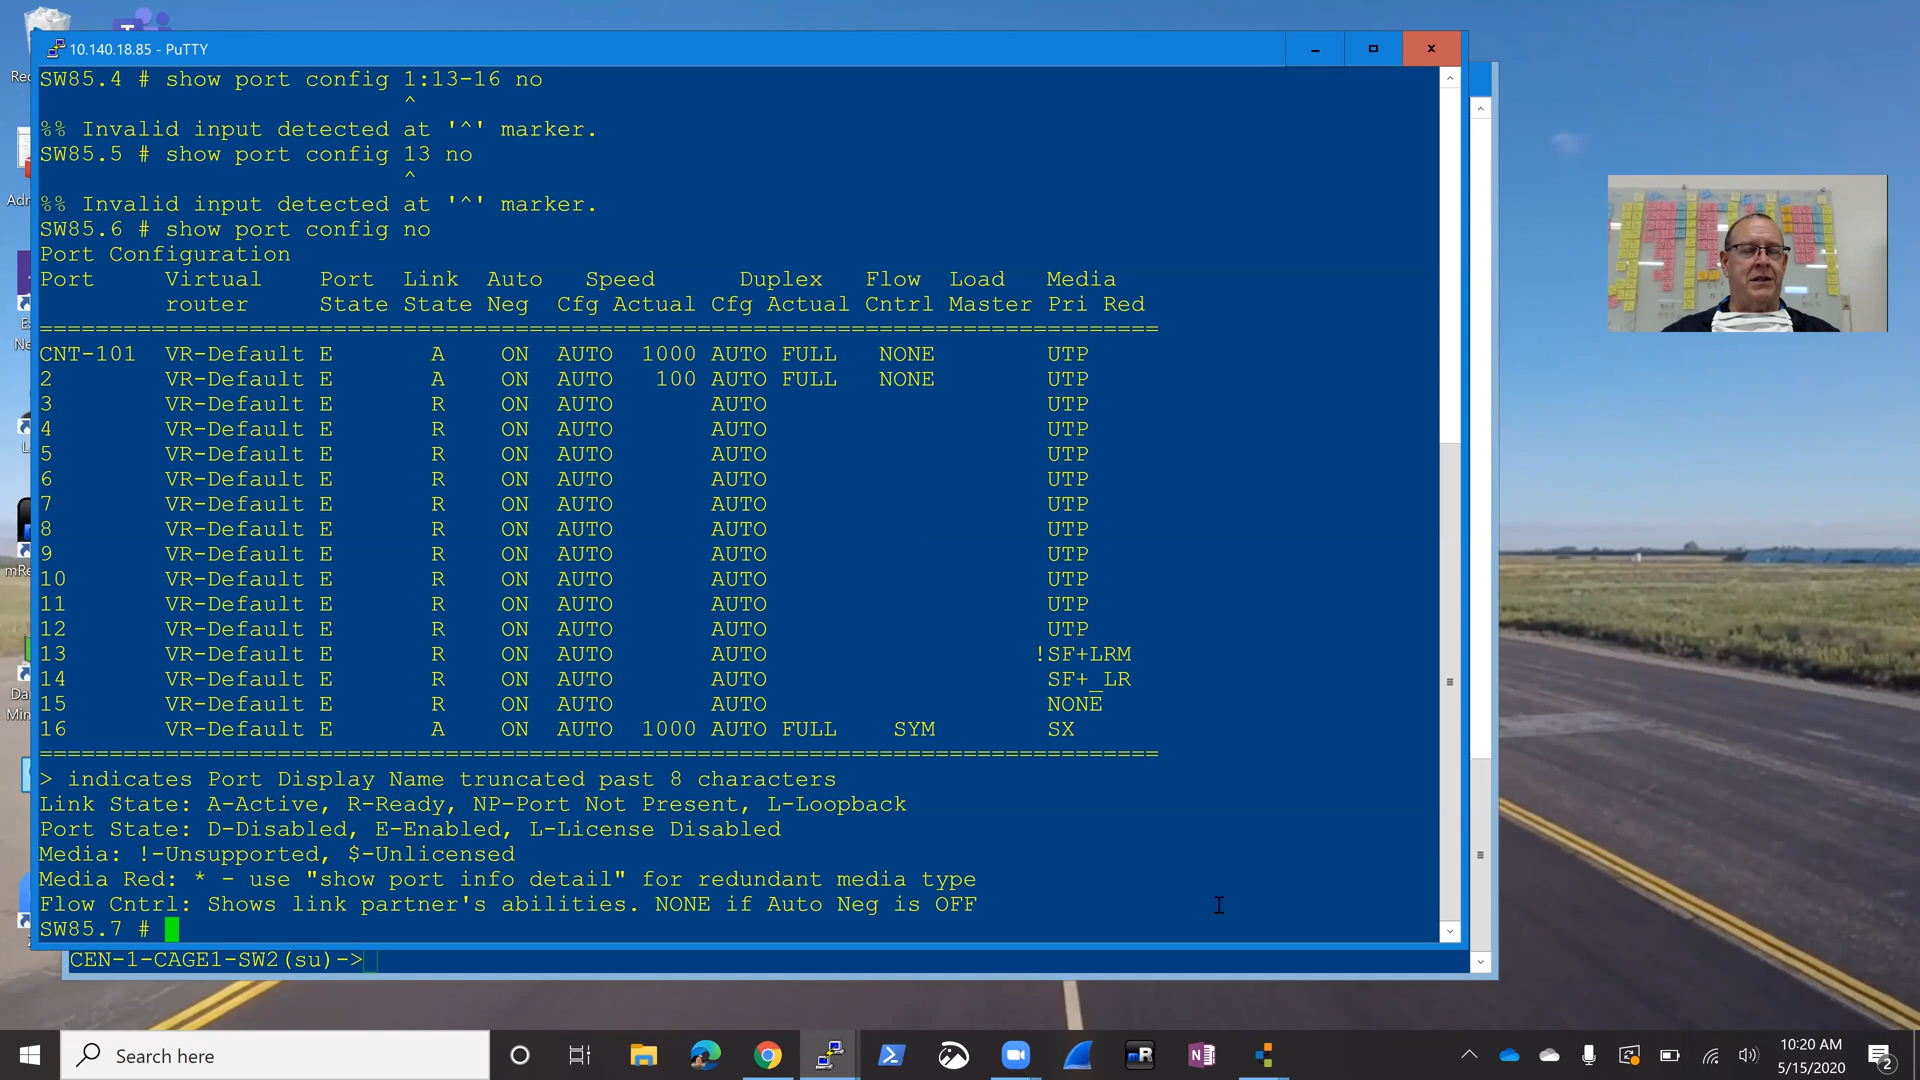 10.140.18.85 - PuTTY
SW85.4 # show port config 1:13-16 no
^
%% Invalid input detected at '^' marker.
SW85.5 # show port config 13 no
^
%% Invalid input detected at '^' marker.
SW85.6 # show port config no
Port Configuration
Port Virtual Port Link Auto Speed Duplex Flow Load Media
router State State Neg Cfg Actual Cfg Actual Cntrl Master Pri Red
================================================================================
CNT-101 VR-Default E A ON AUTO 1000 AUTO FULL NONE UTP
2 VR-Default E A ON AUTO 100 AUTO FULL NONE UTP
3 VR-Default E R ON AUTO AUTO UTP
4 VR-Default E R ON AUTO AUTO UTP
5 VR-Default E R ON AUTO AUTO UTP
6 VR-Default E R ON AUTO AUTO UTP
7 VR-Default E R ON AUTO AUTO UTP
8 VR-Default E R ON AUTO AUTO UTP
9 VR-Default E R ON AUTO AUTO UTP
10 VR-Default E R ON AUTO AUTO UTP
11 VR-Default E R ON AUTO AUTO UTP
12 VR-Default E R ON AUTO AUTO UTP
13 VR-Default E R ON AUTO AUTO !SF+LRM
14 VR-Default E R ON AUTO AUTO SF+_LR
15 VR-Default E R ON AUTO AUTO NONE
16 VR-Default E A ON AUTO 1000 AUTO FULL SYM SX
================================================================================
> indicates Port Display Name truncated past 8 characters
Link State: A-Active, R-Ready, NP-Port Not Present, L-Loopback
Port State: D-Disabled, E-Enabled, L-License Disabled
Media: !-Unsupported, $-Unlicensed
Media Red: * - use "show port info detail" for redundant media type
Flow Cntrl: Shows link partner's abilities. NONE if Auto Neg is OFF
SW85.7 #
CEN-1-CAGE1-SW2(su)->
Search here
mR
10:20 AM
5/15/2020
2